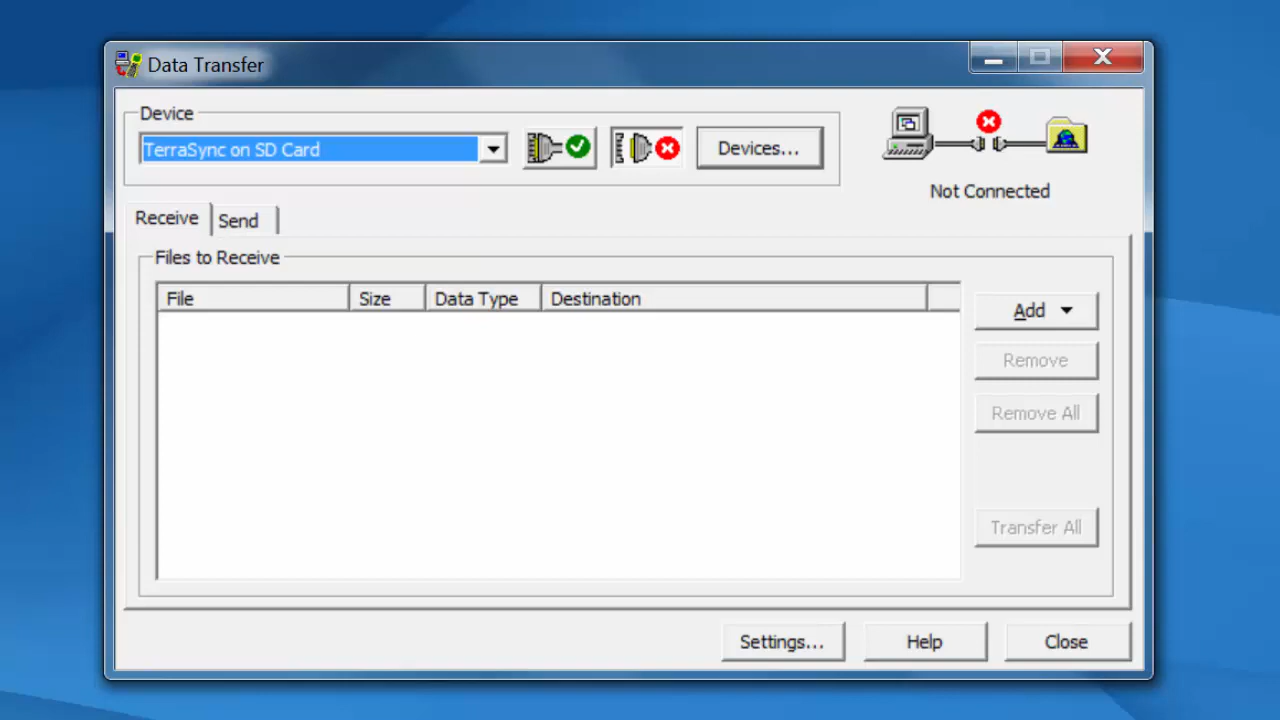 Data Transfer
Device
TerraSync on SD Card
Devices...
Not Connected
Receive
Send
Files to Receive
File
Size
Data Type
Destination
Add
Remove
Remove All
Transfer All
Settings...
Help
Close